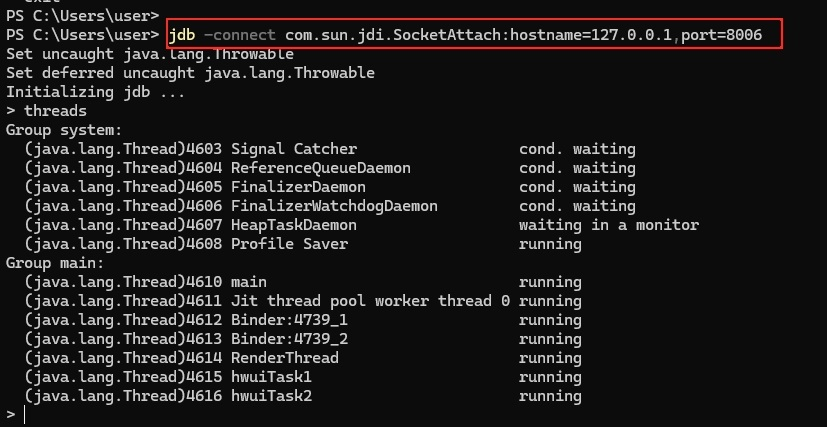 exit
PS C:\Users\user>
PS C:\Users\user> jdb -connect com.sun.jdi.SocketAttach:hostname=127.0.0.1,port=8006
Set uncaught java.lang.Throwable
Set deferred uncaught java.lang.Throwable
Initializing jdb ...
> threads
Group system:
  (java.lang.Thread)4603 Signal Catcher                  cond. waiting
  (java.lang.Thread)4604 ReferenceQueueDaemon            cond. waiting
  (java.lang.Thread)4605 FinalizerDaemon                 cond. waiting
  (java.lang.Thread)4606 FinalizerWatchdogDaemon         cond. waiting
  (java.lang.Thread)4607 HeapTaskDaemon                  waiting in a monitor
  (java.lang.Thread)4608 Profile Saver                   running
Group main:
  (java.lang.Thread)4610 main                            running
  (java.lang.Thread)4611 Jit thread pool worker thread 0 running
  (java.lang.Thread)4612 Binder:4739_1                   running
  (java.lang.Thread)4613 Binder:4739_2                   running
  (java.lang.Thread)4614 RenderThread                    running
  (java.lang.Thread)4615 hwuiTask1                       running
  (java.lang.Thread)4616 hwuiTask2                       running
>